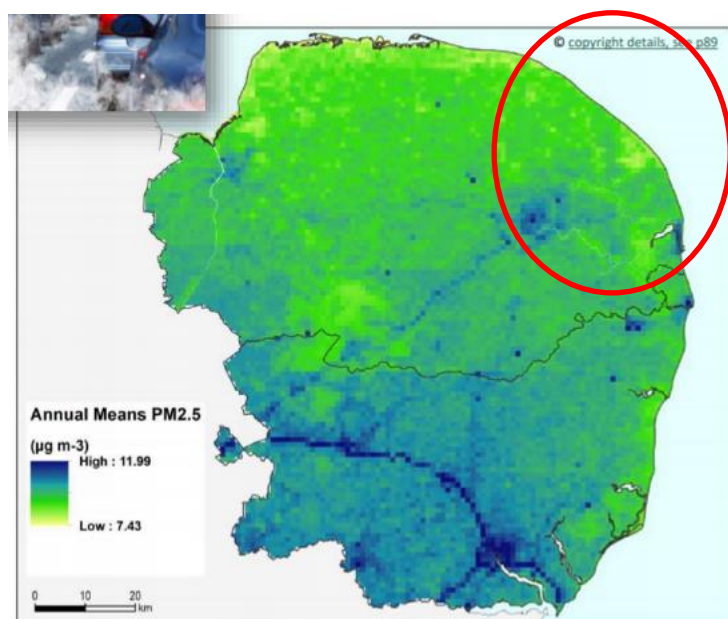 © copyright details, see p89
Annual Means PM2.5
(µg m-3)
High : 11.99
Low : 7.43
0 10 20
km